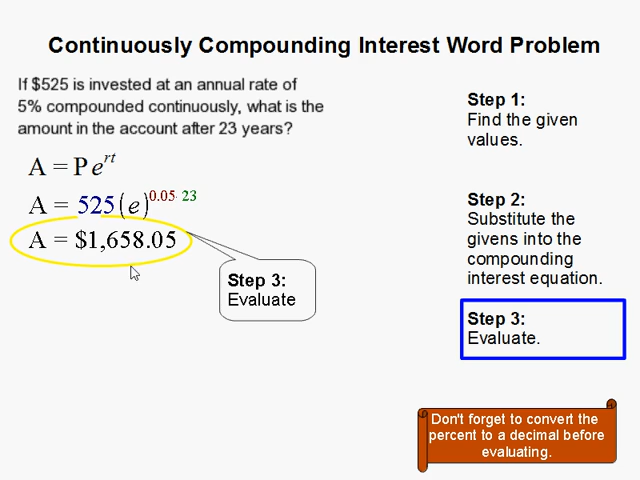 Continuously Compounding Interest Word Problem
If $525 is invested at an annual rate of
5% compounded continuously, what is the
amount in the account after 23 years?
A = P e^rt
A = 525(e)^0.05·23
A = $1,658.05
Step 3:
Evaluate
Step 1:
Find the given
values.
Step 2:
Substitute the
givens into the
compounding
interest equation.
Step 3:
Evaluate.
Don't forget to convert the
percent to a decimal before
evaluating.